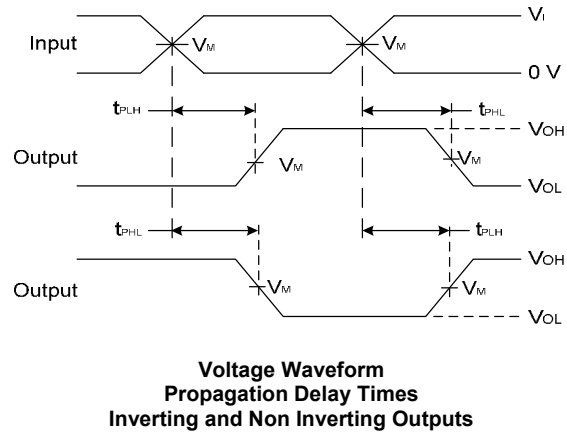 Input VM VM VI
0 V
tPLH tPHL
Output VM VM VOH
VOL
tPHL tPLH
Output VM VM VOH
VOL
Voltage Waveform
Propagation Delay Times
Inverting and Non Inverting Outputs